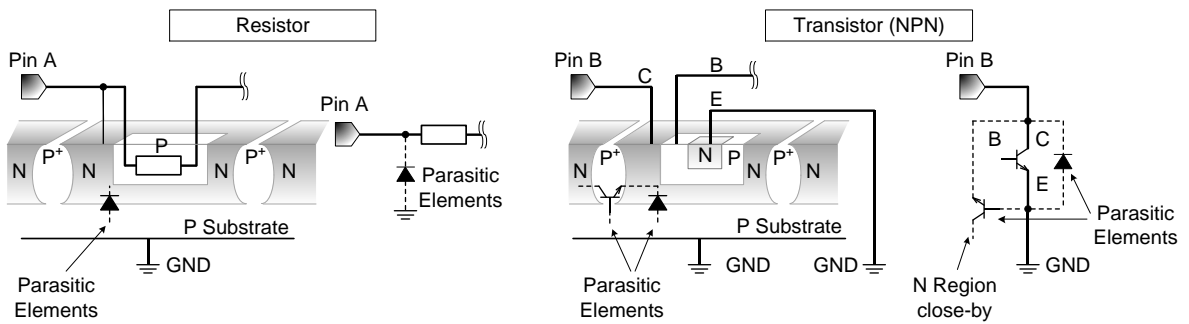 Resistor
Pin A
Pin A
N
P+
N
P
N
P+
N
Parasitic
Elements
P Substrate
GND
Parasitic
Elements
Transistor (NPN)
Pin B
C
B
E
N
P+
N
N
P
P+
N
P Substrate
GND
GND
Parasitic
Elements
Pin B
B
C
E
Parasitic
Elements
GND
N Region
close-by